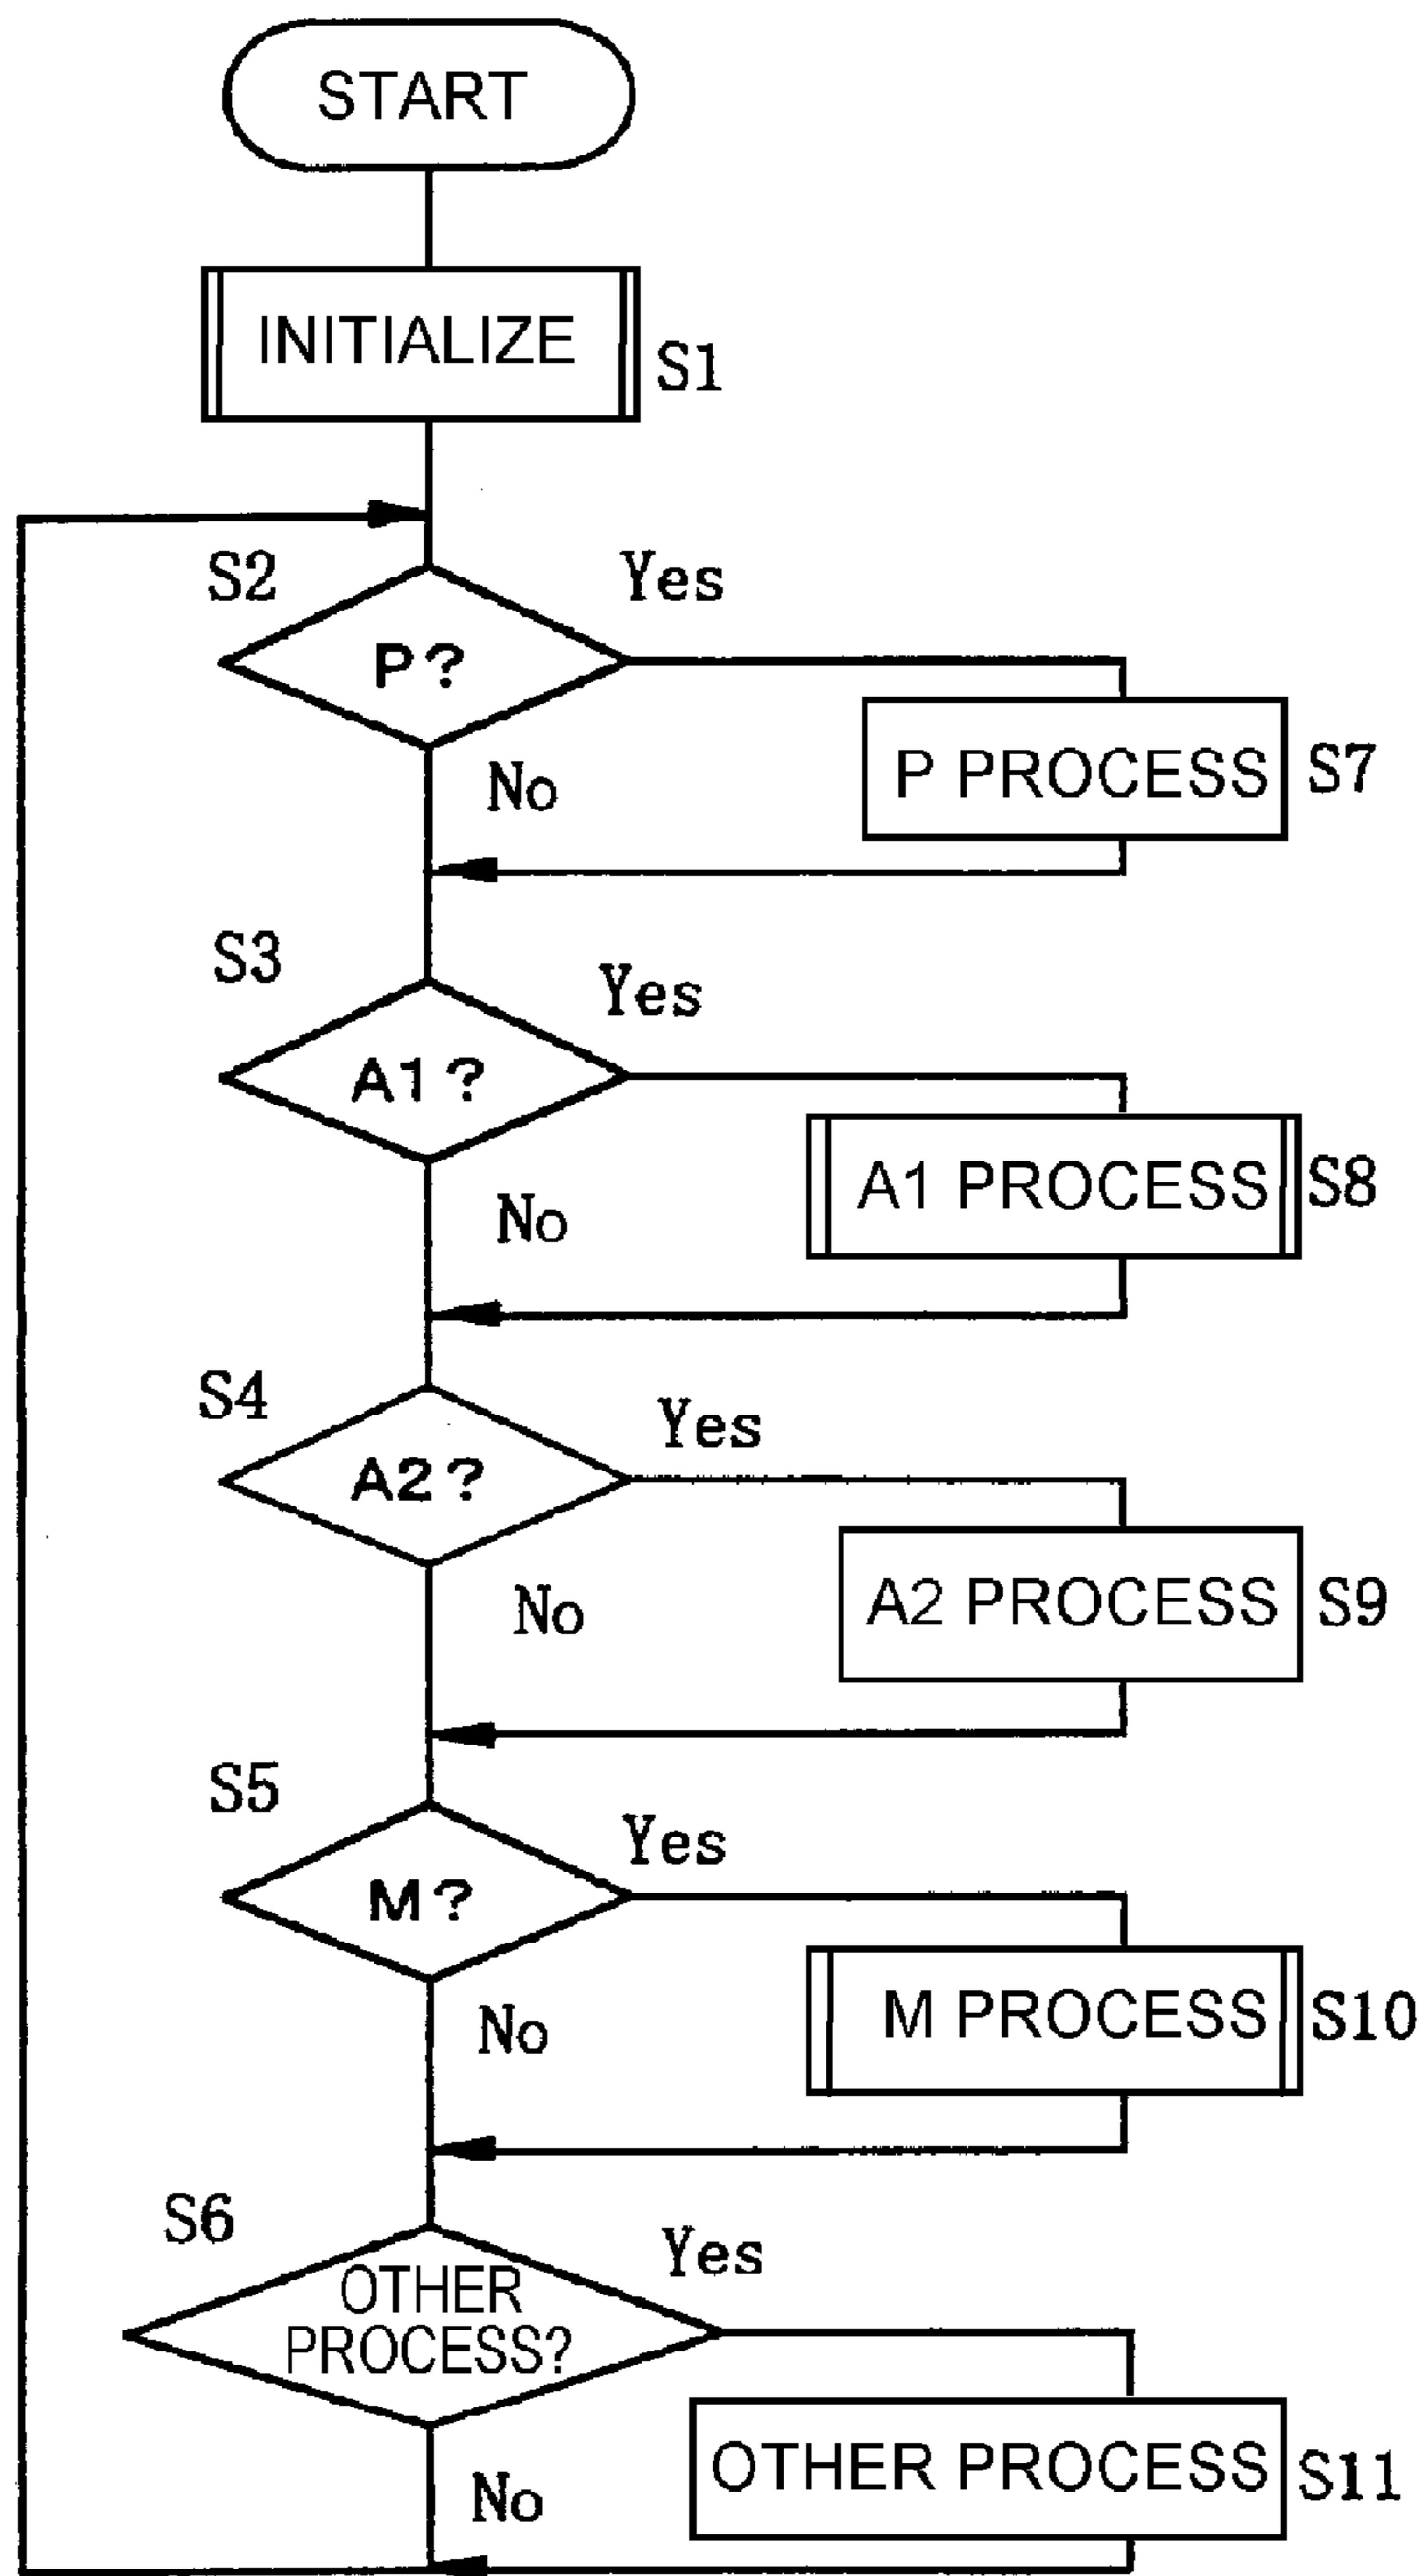 START
INITIALIZE
S1
S2
Yes
P?
P PROCESS
S7
No
S3
Yes
A1?
A1 PROCESS
S8
No
S4
Yes
A2?
A2 PROCESS
S9
No
S5
Yes
M?
M PROCESS
S10
No
S6
Yes
OTHER
PROCESS?
OTHER PROCESS
S11
No